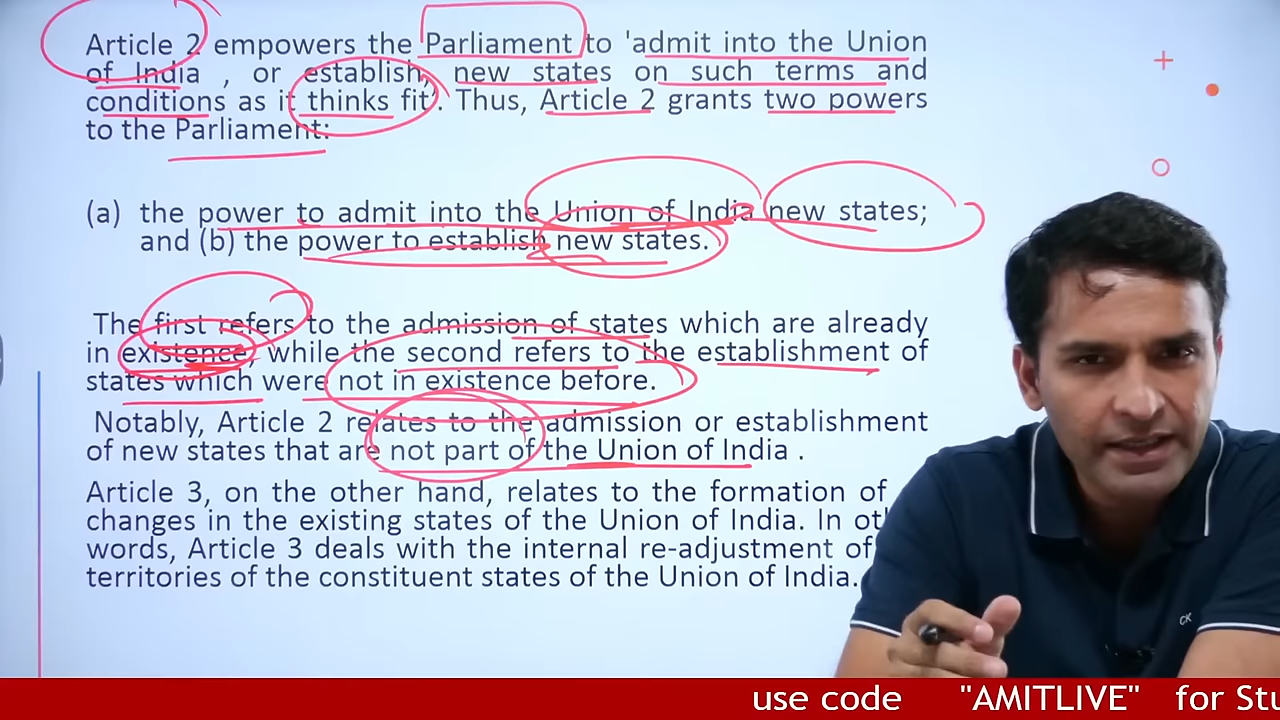 Article 2 empowers the Parliament to 'admit into the Union
of India , or establish, new states on such terms and
conditions as it thinks fit'. Thus, Article 2 grants two powers
to the Parliament:
(a) the power to admit into the Union of India new states;
and (b) the power to establish new states.
The first refers to the admission of states which are already
in existence, while the second refers to the establishment of
states which were not in existence before.
Notably, Article 2 relates to the admission or establishment
of new states that are not part of the Union of India .
Article 3, on the other hand, relates to the formation of
changes in the existing states of the Union of India. In
words, Article 3 deals with the internal re-adjustment of
territories of the constituent states of the Union of India.
CK
use code "AMITLIVE" for Stu